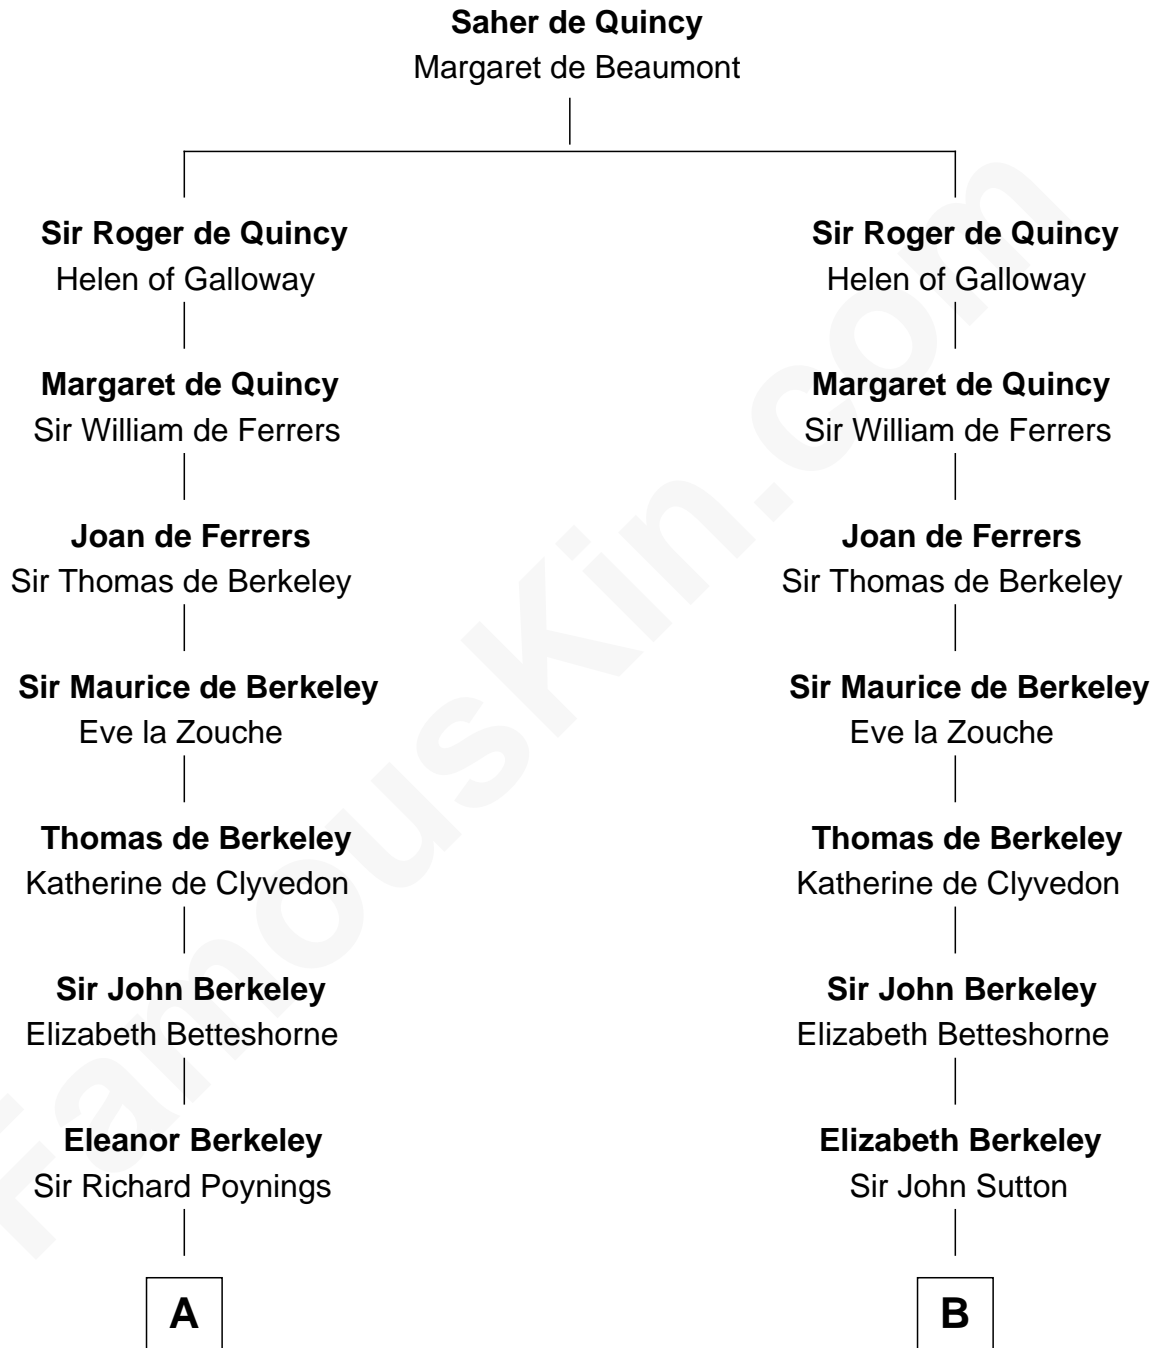 Saher de Quincy
Margaret de Beaumont
Sir Roger de Quincy
Helen of Galloway
Margaret de Quincy
Sir William de Ferrers
Joan de Ferrers
Sir Thomas de Berkeley
Sir Maurice de Berkeley
Eve la Zouche
Thomas de Berkeley
Katherine de Clyvedon
Sir John Berkeley
Elizabeth Betteshorne
Eleanor Berkeley
Sir Richard Poynings
A
Sir Roger de Quincy
Helen of Galloway
Margaret de Quincy
Sir William de Ferrers
Joan de Ferrers
Sir Thomas de Berkeley
Sir Maurice de Berkeley
Eve la Zouche
Thomas de Berkeley
Katherine de Clyvedon
Sir John Berkeley
Elizabeth Betteshorne
Elizabeth Berkeley
Sir John Sutton
B
FamousKin.com